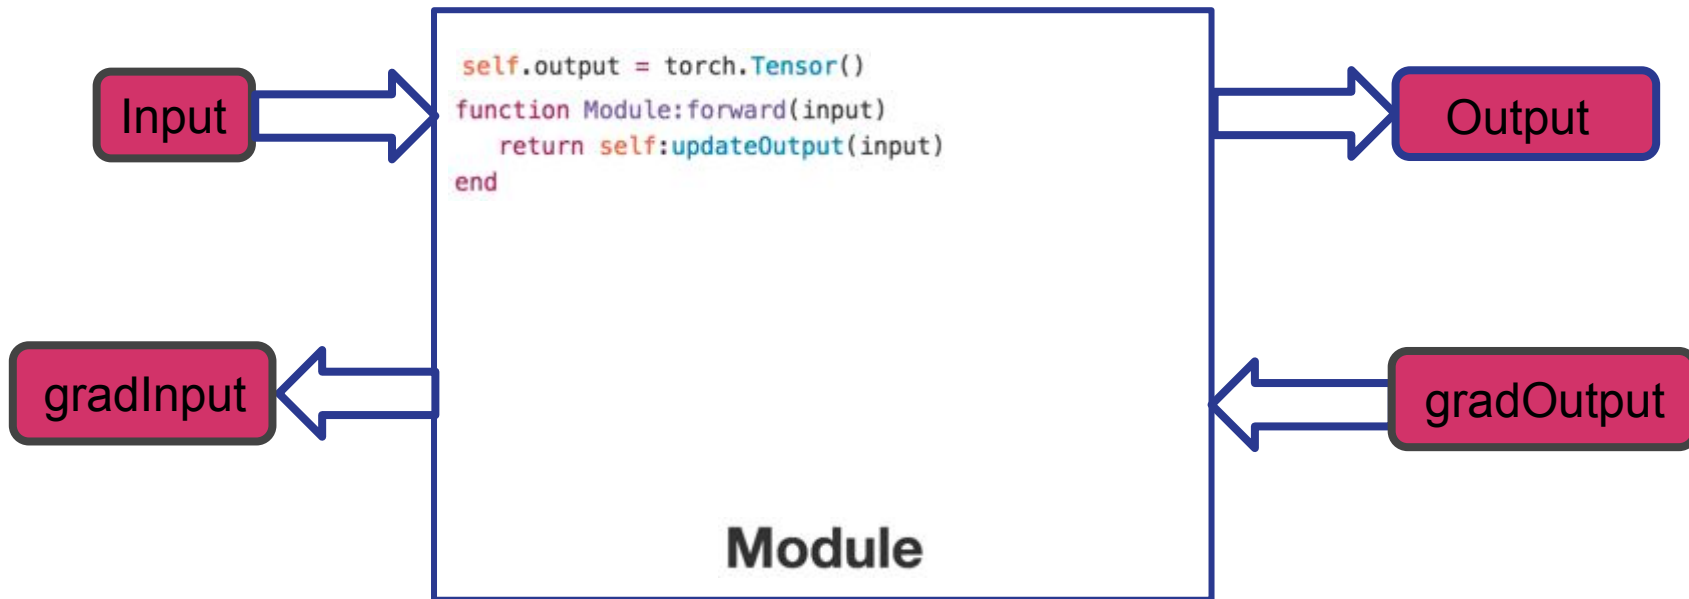 self.output = torch.Tensor()
function Module:forward(input)
return self:updateOutput(input)
end
Input
Output
gradInput
gradOutput
Module